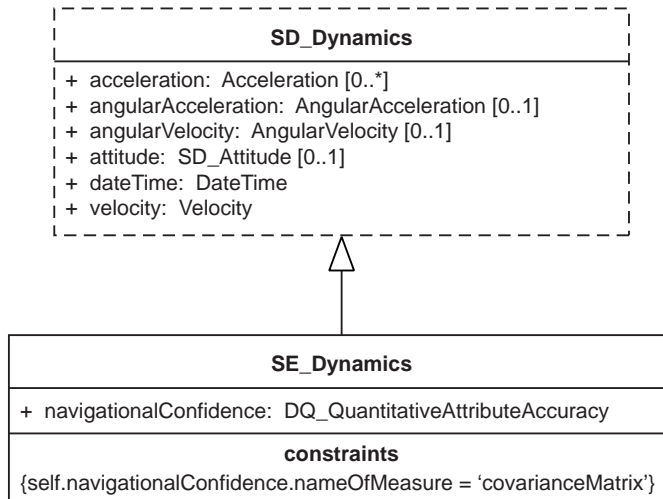 SD_Dynamics
+ acceleration: Acceleration [0..*]
+ angularAcceleration: AngularAcceleration [0..1]
+ angularVelocity: AngularVelocity [0..1]
+ attitude: SD_Attitude [0..1]
+ dateTime: DateTime
+ velocity: Velocity
SE_Dynamics
+ navigationalConfidence: DQ_QuantitativeAttributeAccuracy
constraints
{self.navigationalConfidence.nameOfMeasure = ‘covarianceMatrix’}